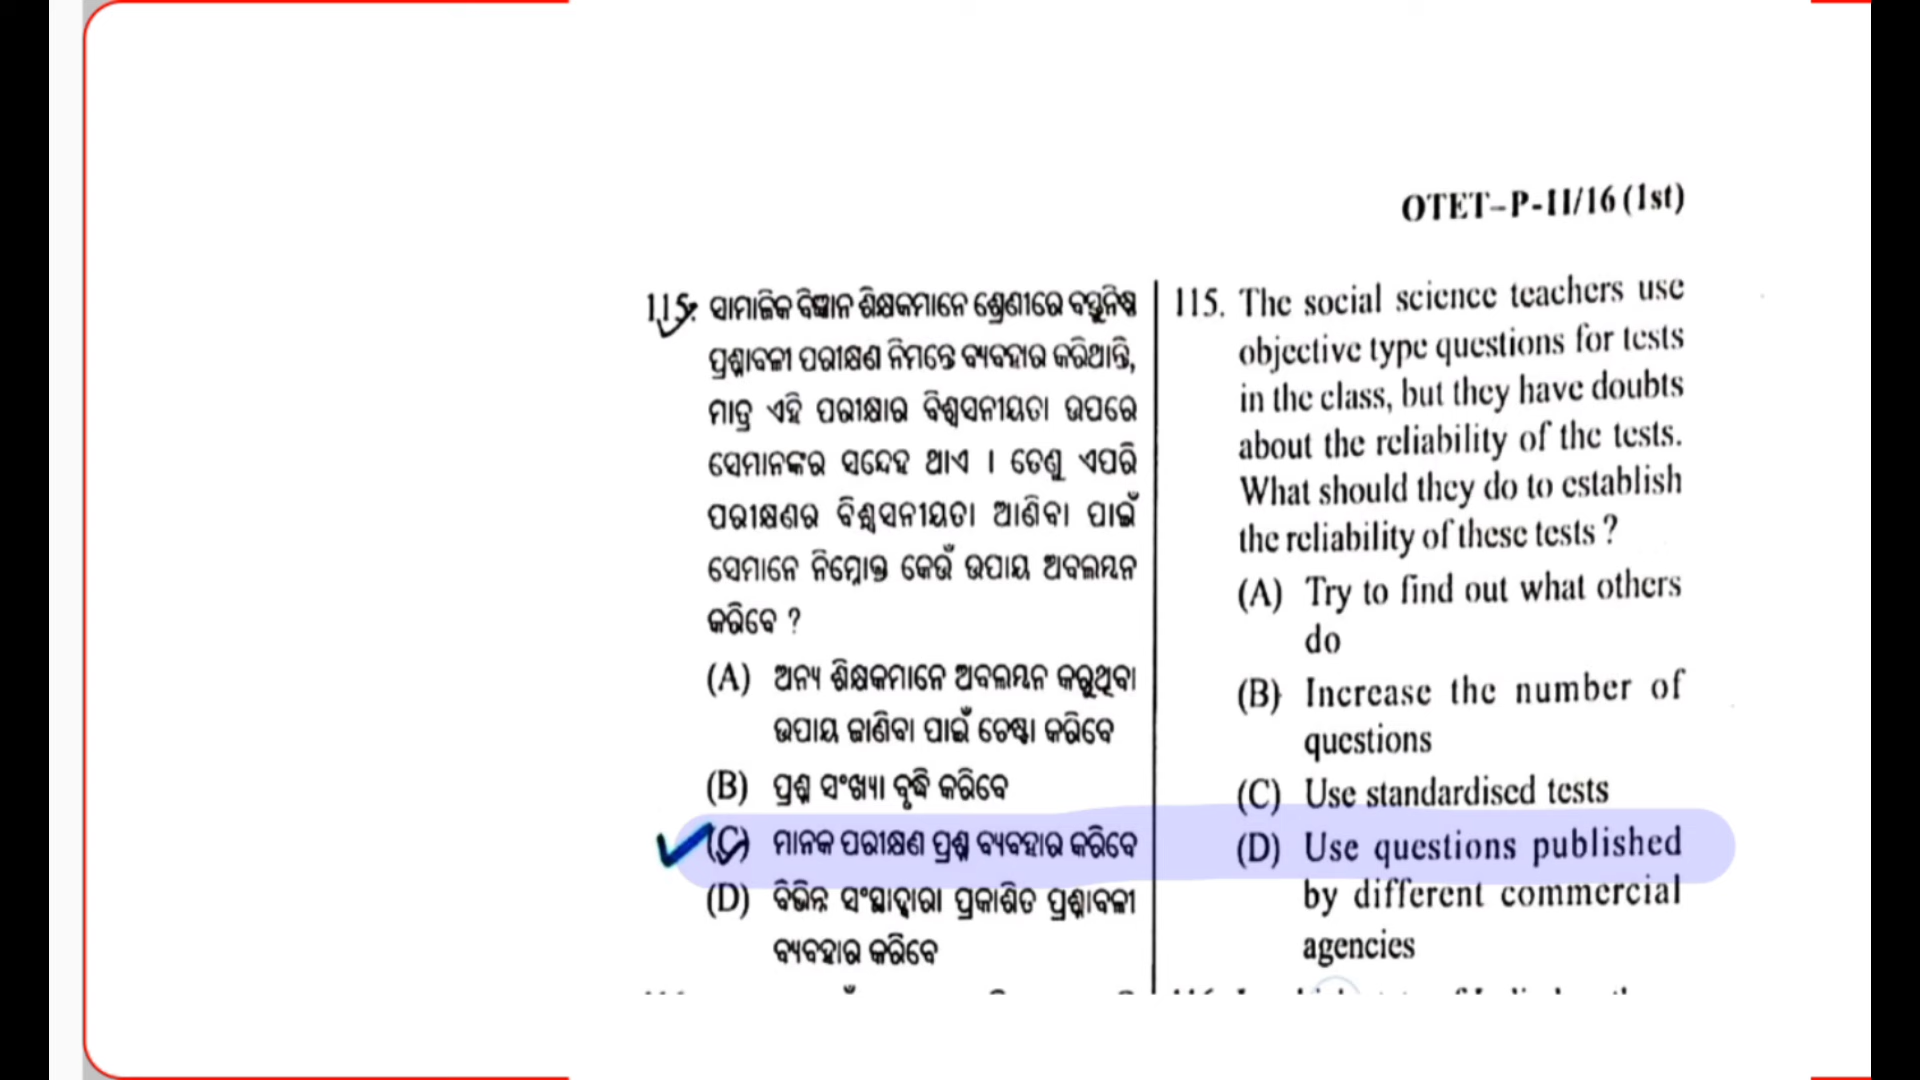 OTET–P-II/16 (1st)
115. ସାମାଜିକ ବିଜ୍ଞାନ ଶିକ୍ଷକମାନେ ଶ୍ରେଣୀରେ ବସ୍ତୁନିଷ୍ଠ
ପ୍ରଶ୍ନାବଳୀ ପରୀକ୍ଷଣ ନିମନ୍ତେ ବ୍ୟବହାର କରିଥାନ୍ତି,
ମାତ୍ର ଏହି ପରୀକ୍ଷାର ବିଶ୍ୱସନୀୟତା ଉପରେ
ସେମାନଙ୍କର ସନ୍ଦେହ ଥାଏ । ତେଣୁ ଏପରି
ପରୀକ୍ଷଣର ବିଶ୍ୱସନୀୟତା ଆଣିବା ପାଇଁ
ସେମାନେ ନିମ୍ନୋକ୍ତ କେଉଁ ଉପାୟ ଅବଲମ୍ବନ
କରିବେ ?
(A) ଅନ୍ୟ ଶିକ୍ଷକମାନେ ଅବଲମ୍ବନ କରୁଥିବା
ଉପାୟ ଜାଣିବା ପାଇଁ ଚେଷ୍ଟା କରିବେ
(B) ପ୍ରଶ୍ନ ସଂଖ୍ୟା ବୃଦ୍ଧି କରିବେ
(C) ମାନକ ପରୀକ୍ଷଣ ପ୍ରଶ୍ନ ବ୍ୟବହାର କରିବେ
(D) ବିଭିନ୍ନ ସଂସ୍ଥାଦ୍ୱାରା ପ୍ରକାଶିତ ପ୍ରଶ୍ନାବଳୀ
ବ୍ୟବହାର କରିବେ
115. The social science teachers use
objective type questions for tests
in the class, but they have doubts
about the reliability of the tests.
What should they do to establish
the reliability of these tests ?
(A) Try to find out what others
do
(B) Increase the number of
questions
(C) Use standardised tests
(D) Use questions published
by different commercial
agencies